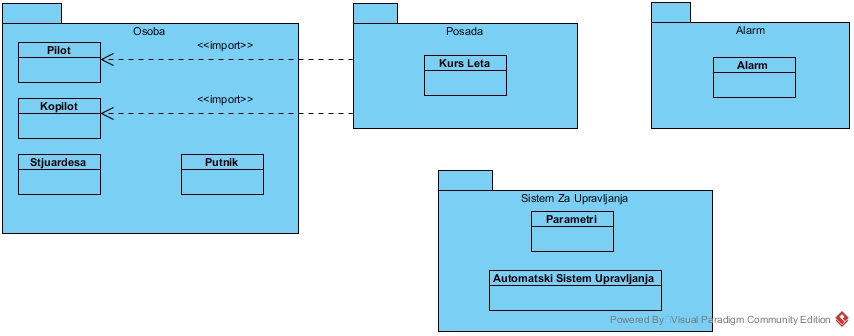 Osoba
Pilot
<<import>>
Kopilot
<<import>>
Stjuardesa
Putnik
Posada
Kurs Leta
Alarm
Alarm
Sistem Za Upravljanja
Parametri
Automatski Sistem Upravljanja
Powered By Visual Paradigm Community Edition